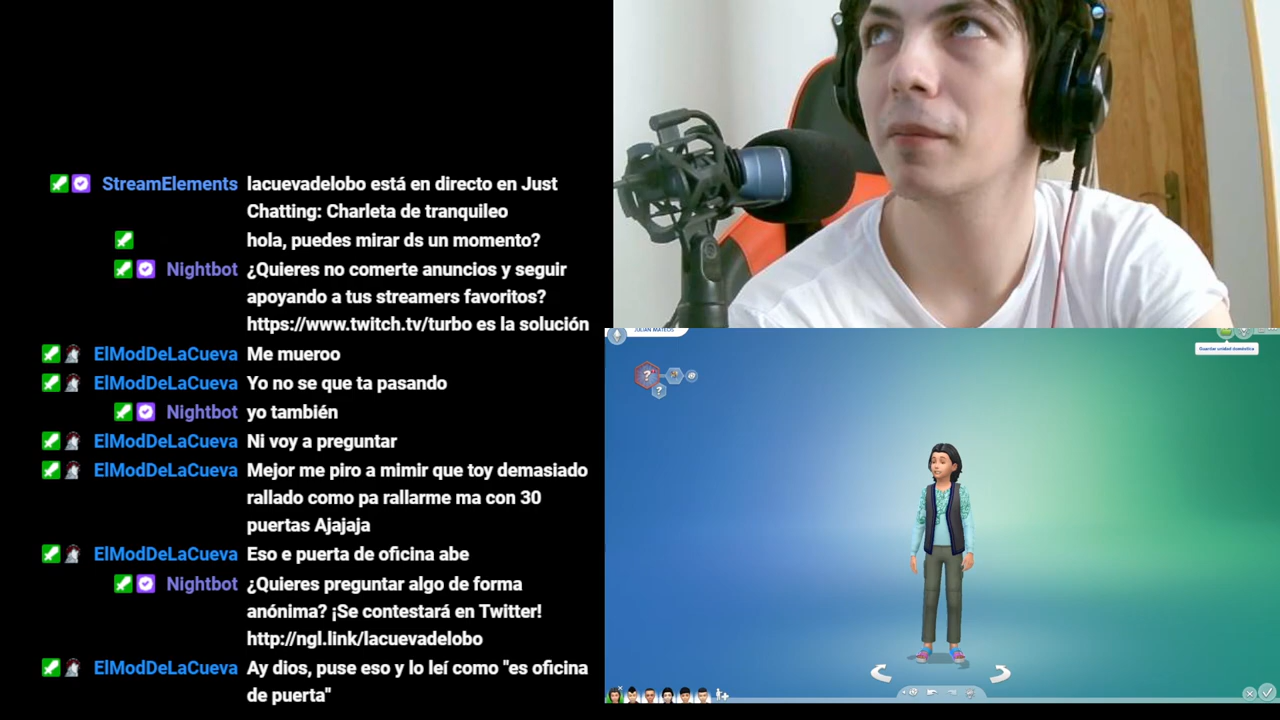 StreamElements lacuevadelobo está en directo en Just
Chatting: Charleta de tranquileo
hola, puedes mirar ds un momento?
Nightbot ¿Quieres no comerte anuncios y seguir
apoyando a tus streamers favoritos?
https://www.twitch.tv/turbo es la solución
ElModDeLaCueva Me mueroo
ElModDeLaCueva Yo no se que ta pasando
Nightbot yo también
ElModDeLaCueva Ni voy a preguntar
ElModDeLaCueva Mejor me piro a mimir que toy demasiado
rallado como pa rallarme ma con 30
puertas Ajajaja
ElModDeLaCueva Eso e puerta de oficina abe
Nightbot ¿Quieres preguntar algo de forma
anónima? ¡Se contestará en Twitter!
http://ngl.link/lacuevadelobo
ElModDeLaCueva Ay dios, puse eso y lo leí como "es oficina
de puerta"
JULIAN MATEOS
Guardar unidad doméstica